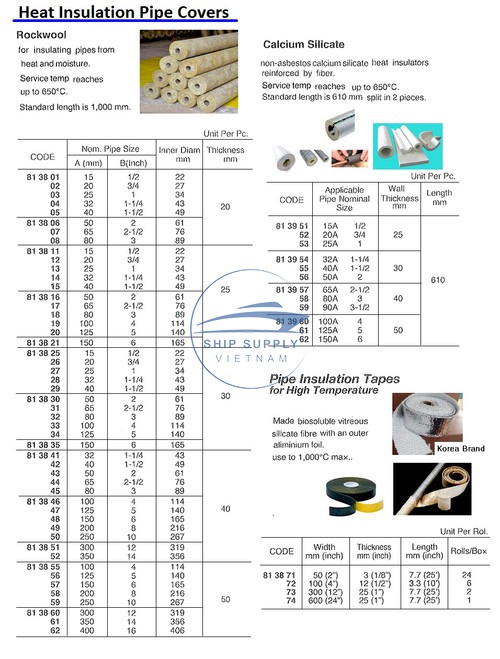 Heat Insulation Pipe Covers
Rockwool
for insulating pipes from
heat and moisture.
Service temp reaches
up to 650°C.
Standard length is 1,000 mm.
Unit Per Pc.
CODE Nom. Pipe Size Inner Diam mm Thickness mm
A (mm) B(Inch)
81 38 01 15 1/2 22
02 20 3/4 27
03 25 1 34
04 32 1-1/4 43
05 40 1-1/2 49
20
81 38 06 50 2 61
07 65 2-1/2 76
08 80 3 89
81 38 11 15 1/2 22
12 20 3/4 27
13 25 1 34
14 32 1-1/4 43
15 40 1-1/2 49
25
81 38 16 50 2 61
17 65 2-1/2 76
18 80 3 89
19 100 4 114
20 125 5 140
81 38 21 150 6 165
81 38 25 15 1/2 22
26 20 3/4 27
27 25 1 34
28 32 1-1/4 43
29 40 1-1/2 49
30
81 38 30 50 2 61
31 65 2-1/2 76
32 80 3 89
33 100 4 114
34 125 5 140
81 38 35 150 6 165
81 38 41 32 1-1/4 43
42 40 1-1/2 49
43 50 2 61
44 65 2-1/2 76
45 80 3 89
81 38 46 100 4 114
40
47 125 5 140
48 150 6 165
49 200 8 216
50 250 10 267
81 38 51 300 12 319
52 350 14 356
81 38 55 100 4 114
56 125 5 140
57 150 6 165
58 200 8 216
59 250 10 267
50
81 38 60 300 12 319
61 350 14 356
62 400 16 406
Calcium Silicate
non-asbestos calcium silicate heat insulators
reinforced by fiber.
Service temp reaches up to 650°C.
Standard length is 610 mm split in 2 pieces.
Unit Per Pc.
CODE Applicable Pipe Nominal Size Wall Thickness mm Length mm
81 39 51 15A 1/2
52 20A 3/4 25
53 25A 1
81 39 54 32A 1-1/4
55 40A 1-1/2 30
56 50A 2
610
81 39 57 65A 2-1/2
58 80A 3 40
59 90A 3-1/2
81 39 60 100A 4
61 125A 5 50
62 150A 6
SHIP SUPPLY
VIETNAM
Pipe Insulation Tapes
for High Temperature
Made biosoluble vitreous
silicate fibre with an outer
aliminium foil.
use to 1,000°C max..
Korea Brand
Unit Per Rol.
CODE Width mm (inch) Thickness mm (inch) Length mm (inch) Rolls/Box
81 38 71 50 (2") 3 (1/8") 7.7 (25') 24
72 100 (4") 12 (1/2") 3.3 (10') 6
73 300 (12") 25 (1") 7.7 (25') 2
74 600 (24") 25 (1") 7.7 (25') 1